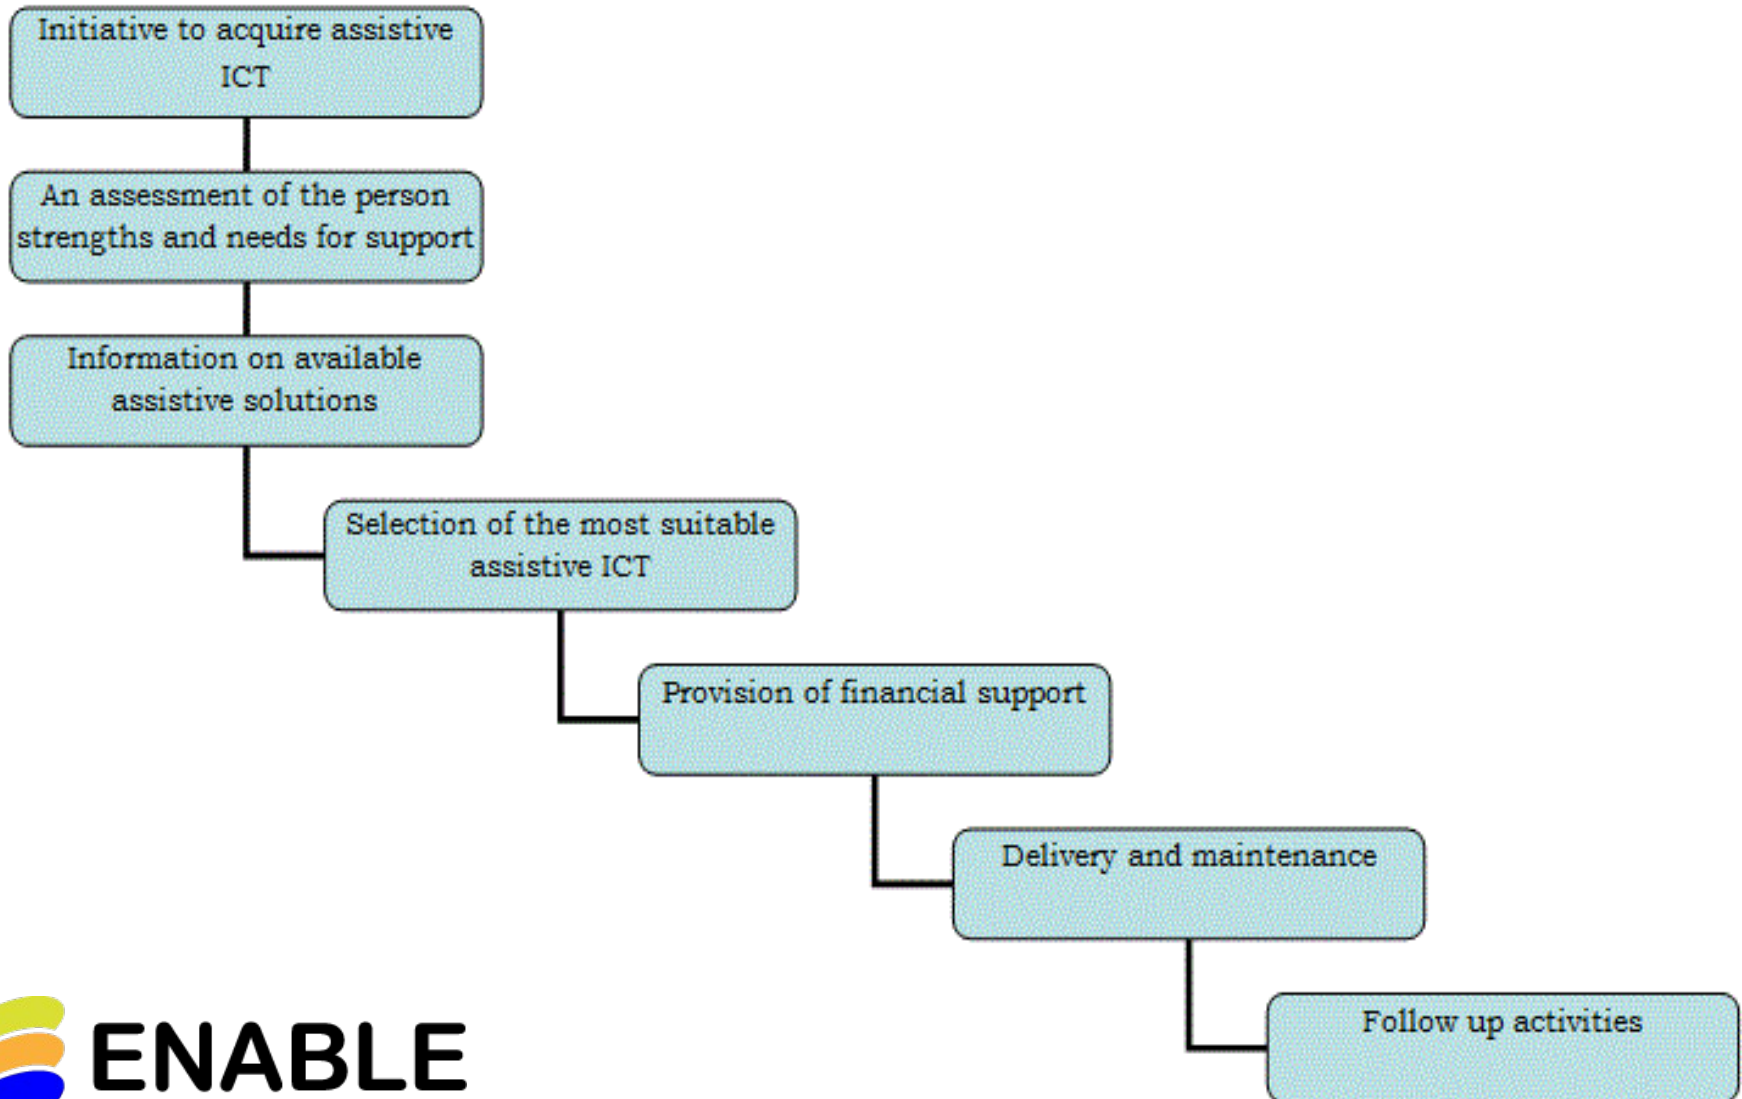 Initiative to acquire assistive
ICT
An assessment of the person
strengths and needs for support
Information on available
assistive solutions
Selection of the most suitable
assistive ICT
Provision of financial support
Delivery and maintenance
Follow up activities
ENABLE